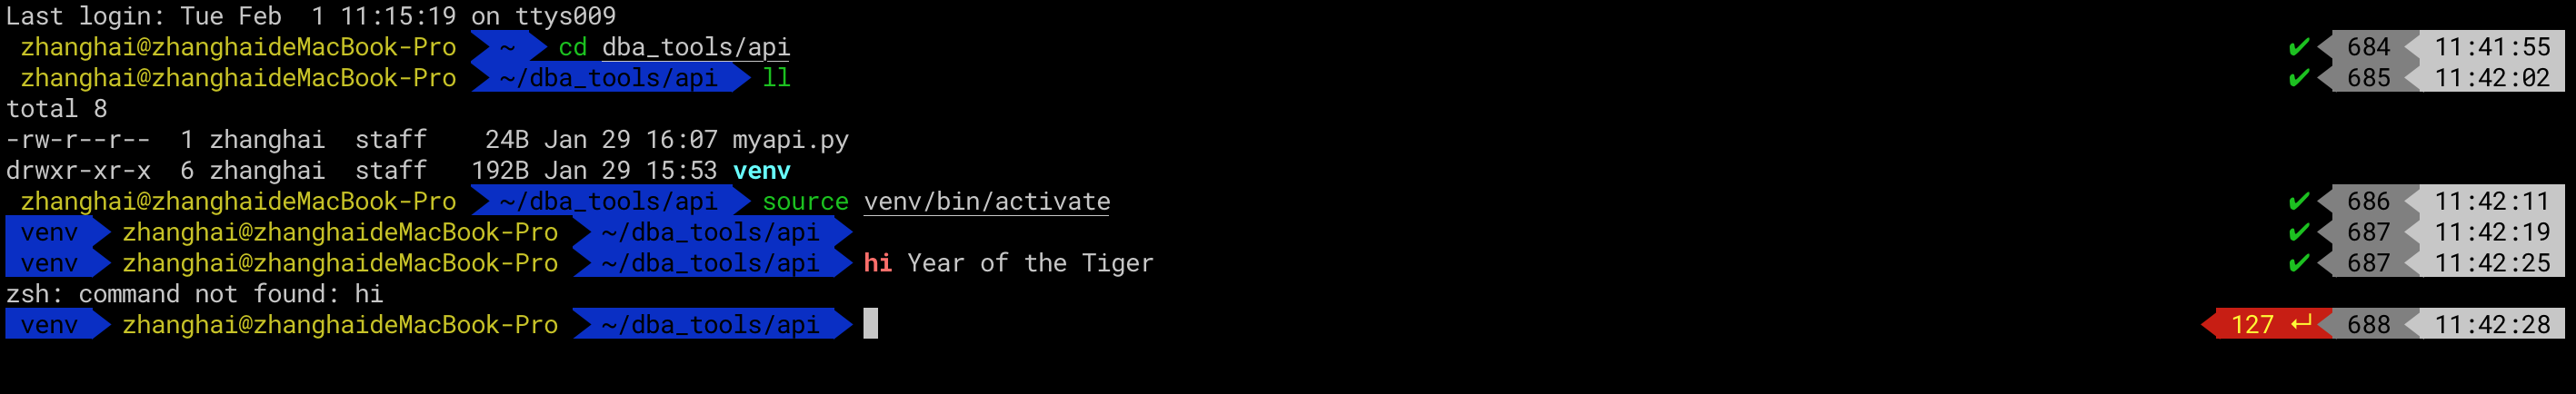 Last login: Tue Feb  1 11:15:19 on ttys009
zhanghai@zhanghaideMacBook-Pro ~ cd dba_tools/api ✔ 684 11:41:55
zhanghai@zhanghaideMacBook-Pro ~/dba_tools/api ll ✔ 685 11:42:02
total 8
-rw-r--r--  1 zhanghai  staff    24B Jan 29 16:07 myapi.py
drwxr-xr-x  6 zhanghai  staff   192B Jan 29 15:53 venv
zhanghai@zhanghaideMacBook-Pro ~/dba_tools/api source venv/bin/activate ✔ 686 11:42:11
venv zhanghai@zhanghaideMacBook-Pro ~/dba_tools/api ✔ 687 11:42:19
venv zhanghai@zhanghaideMacBook-Pro ~/dba_tools/api hi Year of the Tiger ✔ 687 11:42:25
zsh: command not found: hi
venv zhanghai@zhanghaideMacBook-Pro ~/dba_tools/api 127 ↵ 688 11:42:28